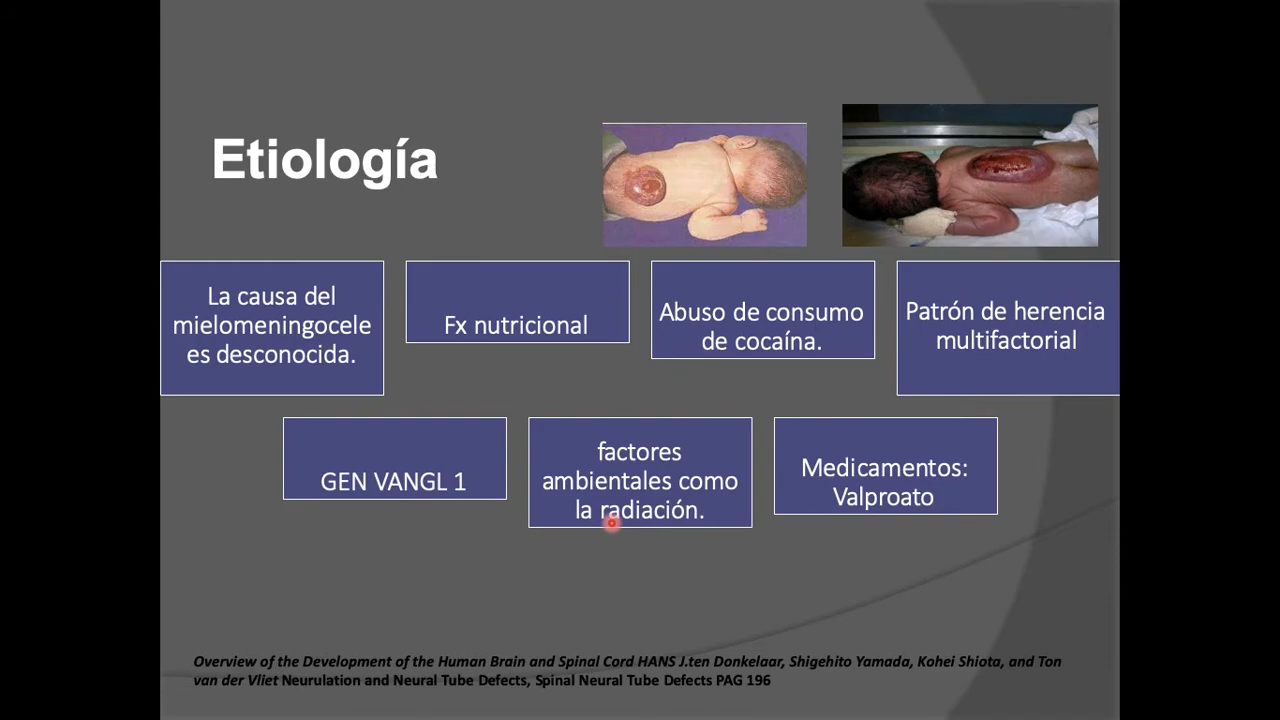 Etiología
La causa del
mielomeningocele
es desconocida.
Fx nutricional
Abuso de consumo
de cocaína.
Patrón de herencia
multifactorial
GEN VANGL 1
factores
ambientales como
la radiación.
Medicamentos:
Valproato
Overview of the Development of the Human Brain and Spinal Cord HANS J.ten Donkelaar, Shigehito Yamada, Kohei Shiota, and Ton
van der Vliet Neurulation and Neural Tube Defects, Spinal Neural Tube Defects PAG 196